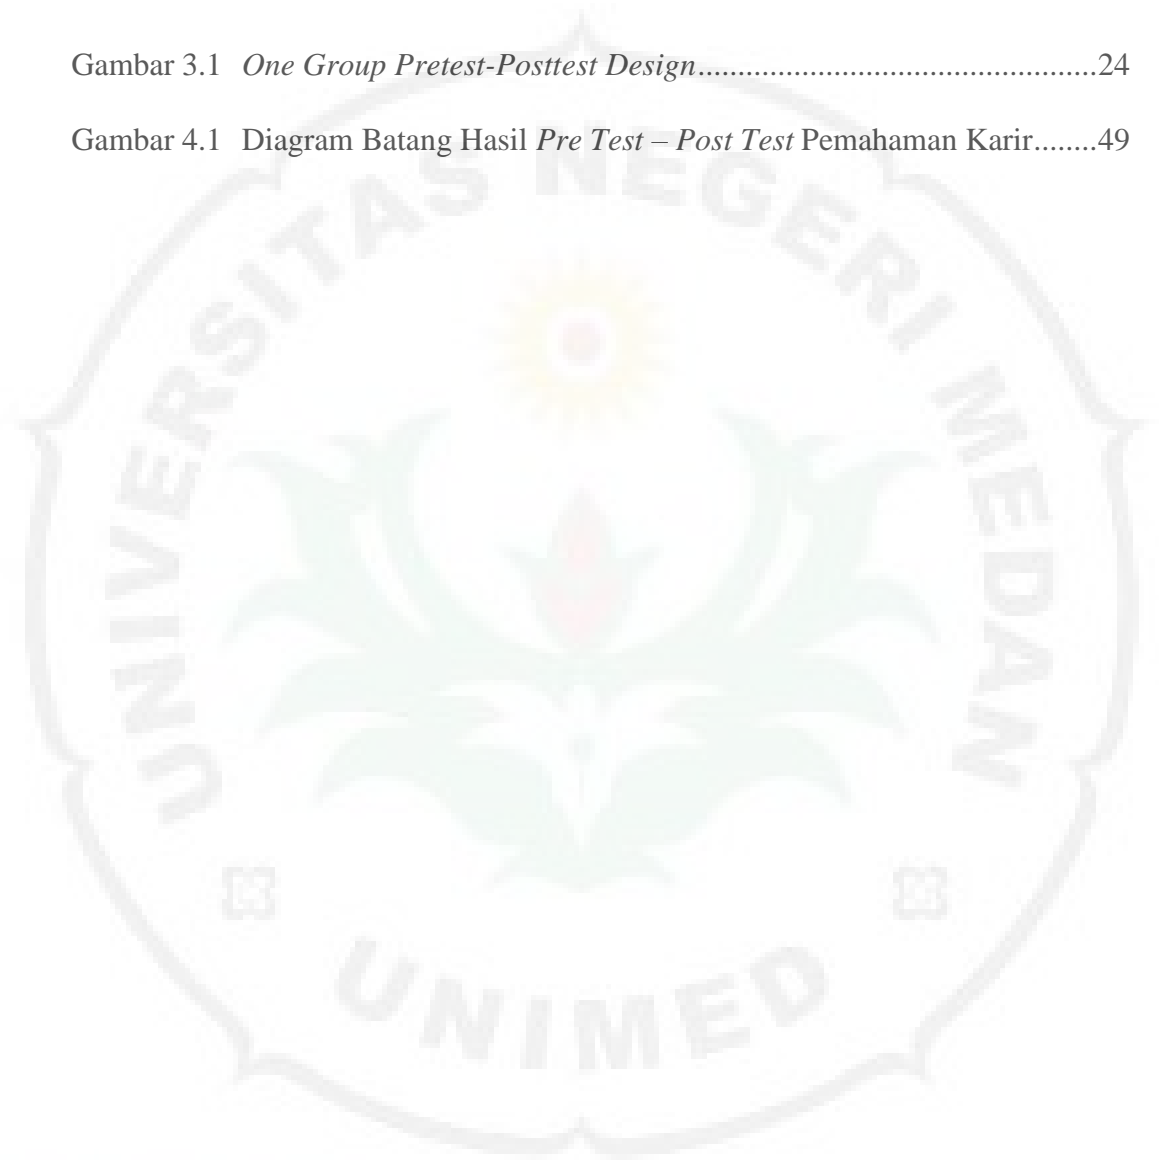 Gambar 3.1 One Group Pretest-Posttest Design.................................................24
Gambar 4.1 Diagram Batang Hasil Pre Test – Post Test Pemahaman Karir........49
UNIVERSITAS NEGERI MEDAN
UNIMED